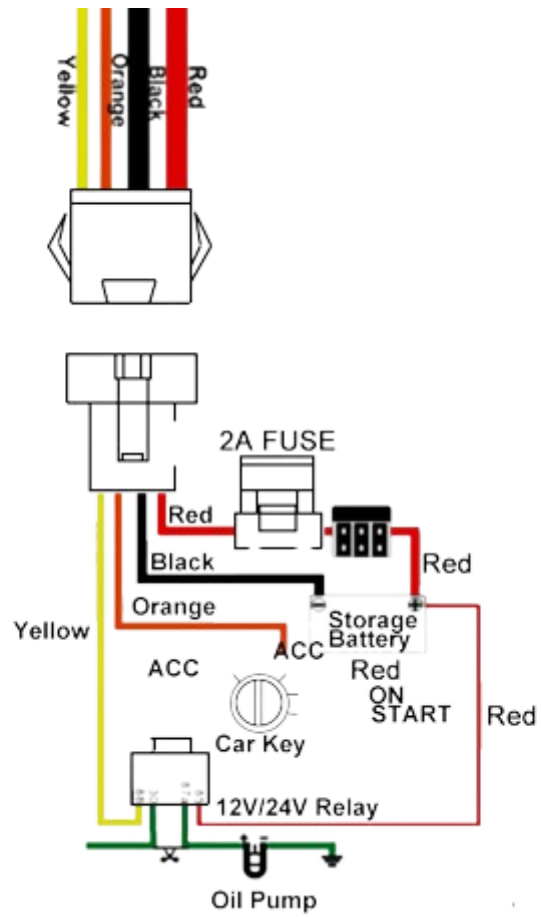 Yellow
Orange
Black
Red
2A FUSE
Red
Black
Red
Orange
Storage
Battery
Yellow
ACC
ACC
Red
ON
START
Red
Car Key
12V/24V Relay
Oil Pump